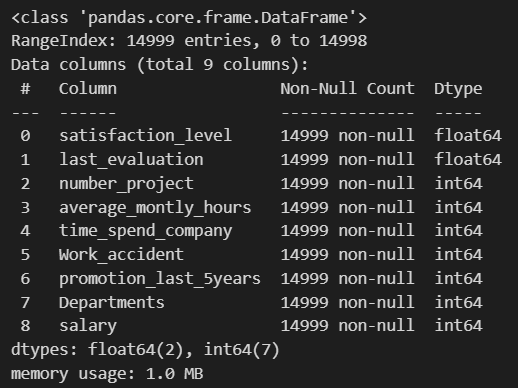 <class 'pandas.core.frame.DataFrame'>
RangeIndex: 14999 entries, 0 to 14998
Data columns (total 9 columns):
 #   Column                 Non-Null Count  Dtype
---  ------                 --------------  -----
 0   satisfaction_level     14999 non-null  float64
 1   last_evaluation        14999 non-null  float64
 2   number_project         14999 non-null  int64
 3   average_montly_hours   14999 non-null  int64
 4   time_spend_company     14999 non-null  int64
 5   Work_accident          14999 non-null  int64
 6   promotion_last_5years  14999 non-null  int64
 7   Departments            14999 non-null  int64
 8   salary                 14999 non-null  int64
dtypes: float64(2), int64(7)
memory usage: 1.0 MB